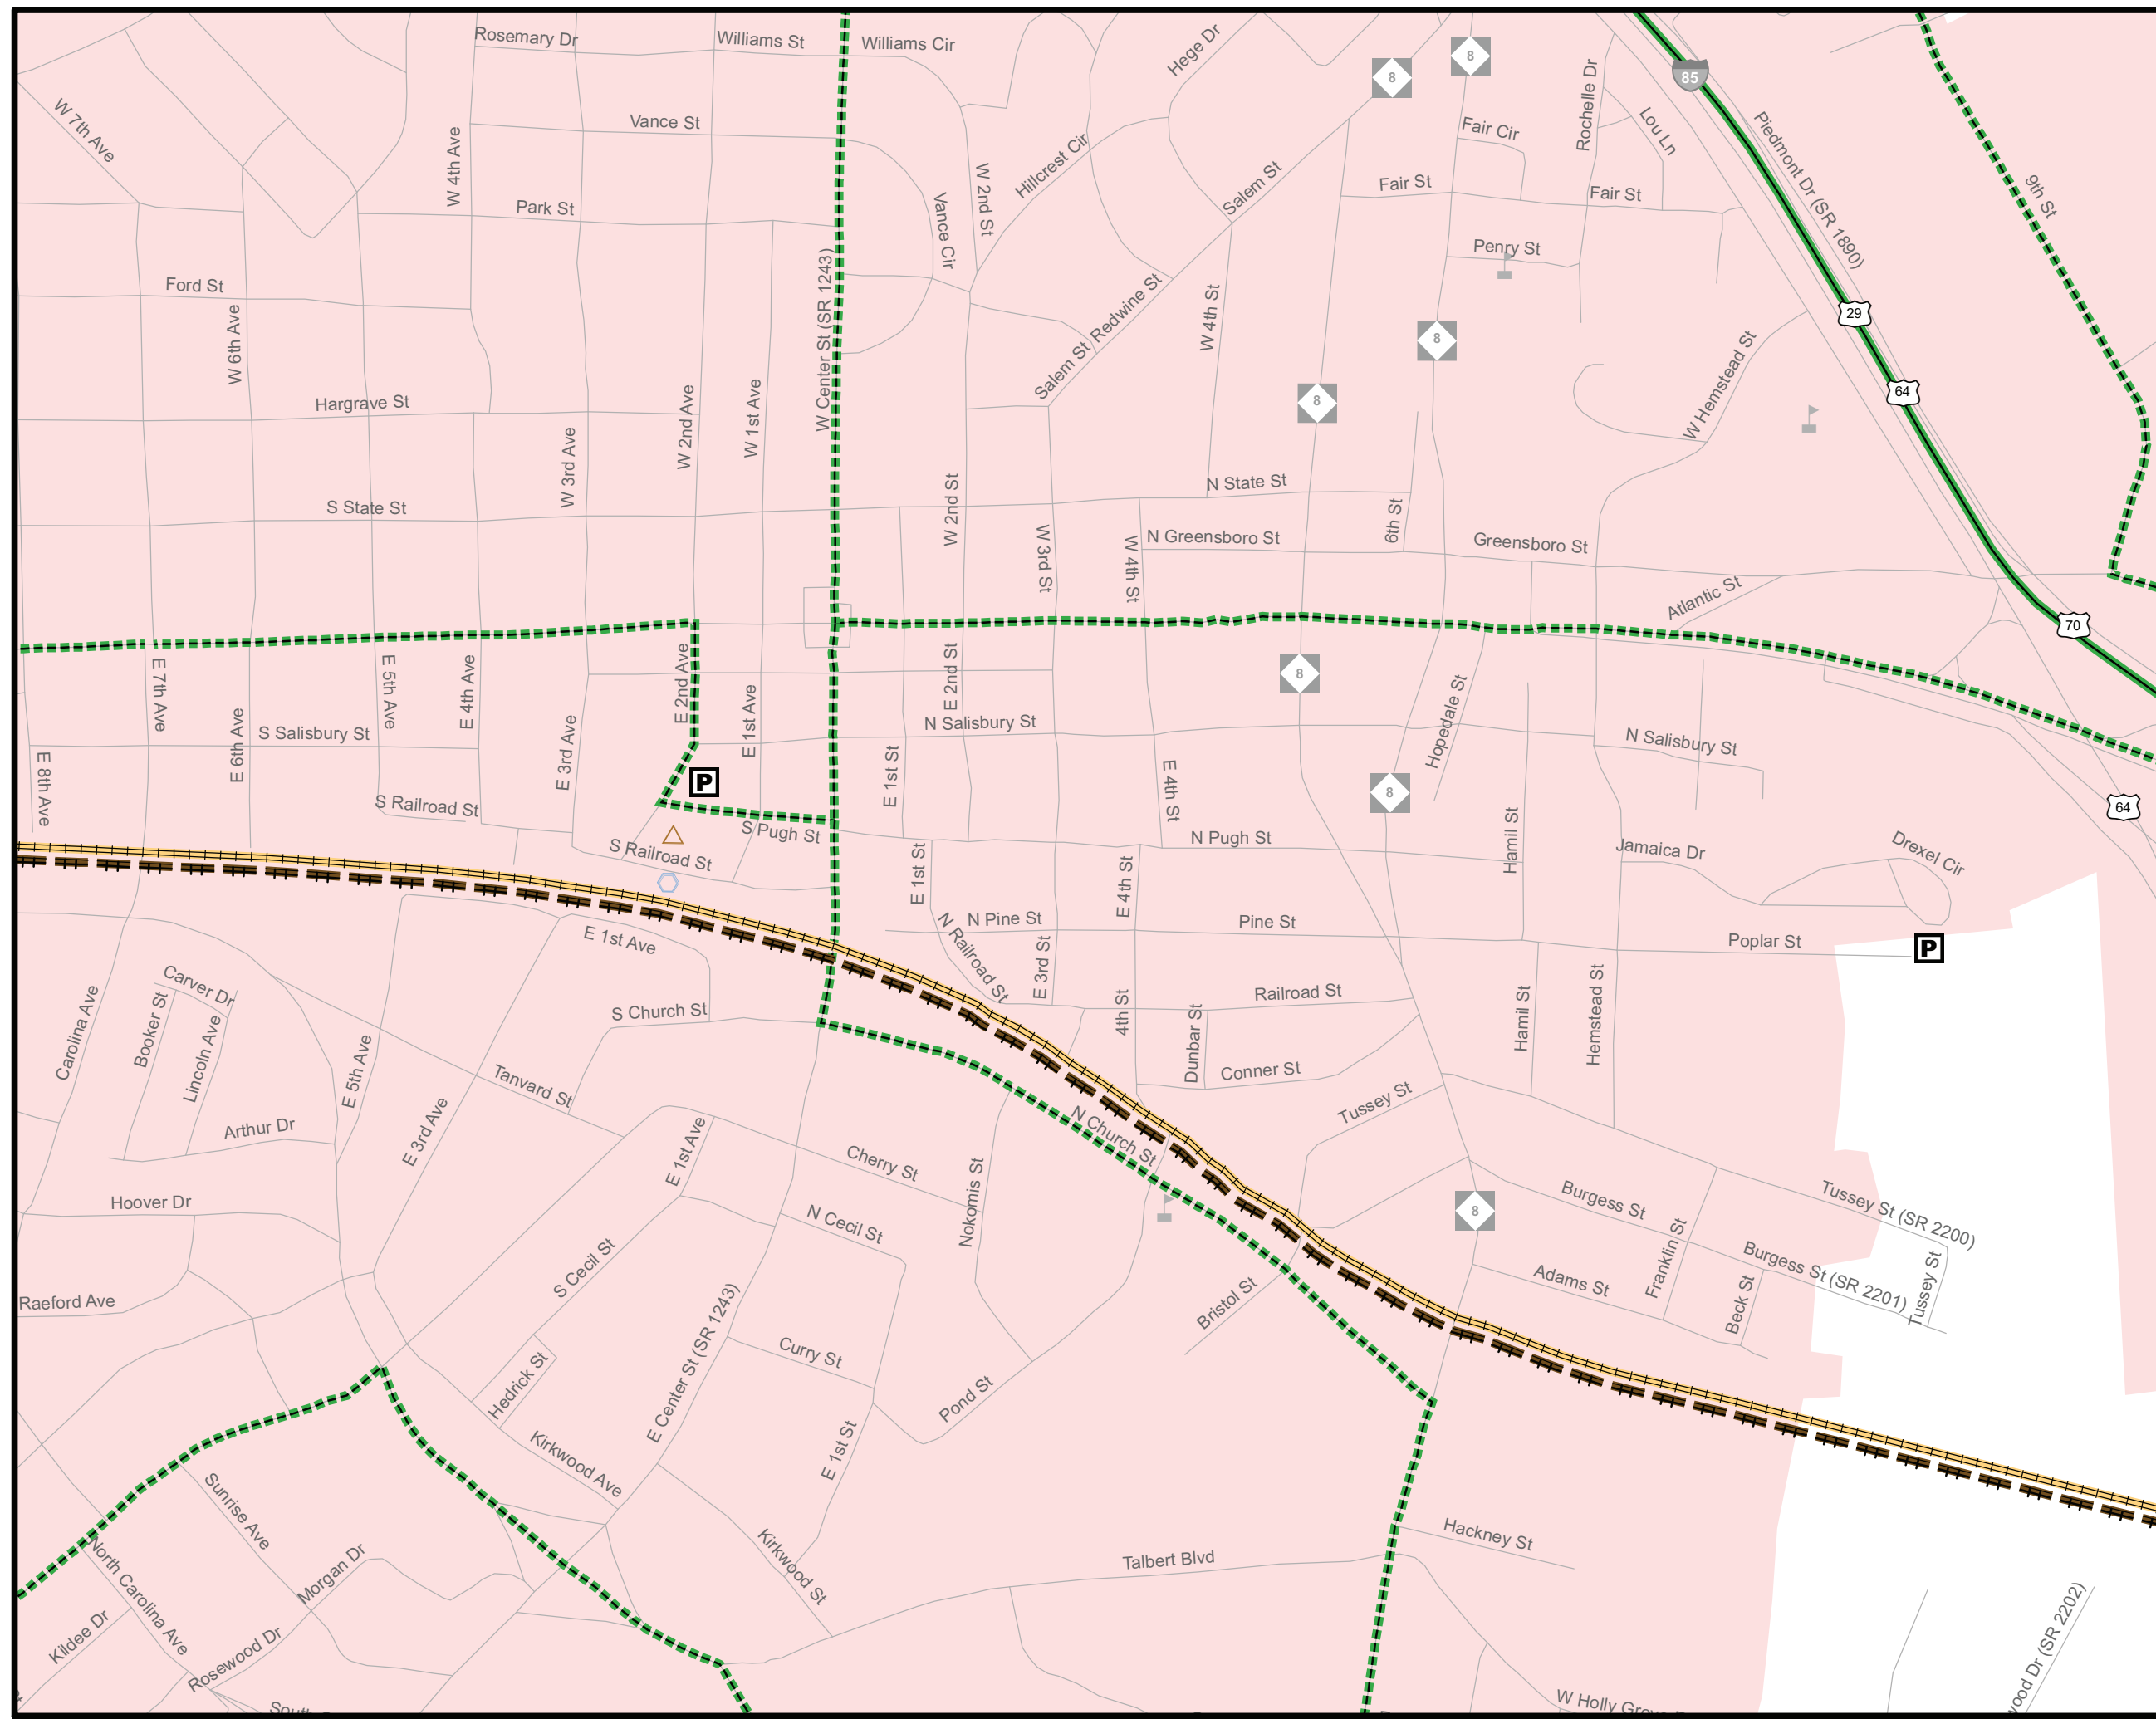 Rosemary Dr
Williams St
Williams Cir
Hege Dr
8
8
85
W 7th Ave
W 4th Ave
Vance St
Hillcrest Cir
Fair Cir
Rochelle Dr
Lou Ln
Piedmont Dr (SR 1890)
9th St
Park St
W 2nd St
Vance Cir
Salem St
Fair St
Fair St
Penry St
Ford St
W 6th Ave
W Center St (SR 1243)
Redwine St
W 4th St
8
29
Salem St
W Hemstead St
64
8
Hargrave St
W 3rd Ave
W 2nd Ave
W 1st Ave
S State St
W 2nd St
N State St
W 3rd St
W 4th St
N Greensboro St
6th St
Greensboro St
Atlantic St
70
E 7th Ave
E 5th Ave
E 4th Ave
E 2nd Ave
E 2nd St
8
Hopedale St
E 6th Ave
S Salisbury St
E 3rd Ave
E 1st Ave
N Salisbury St
N Salisbury St
E 8th Ave
P
E 1st St
E 4th St
8
64
S Railroad St
S Pugh St
N Pugh St
Hamil St
Jamaica Dr
Drexel Cir
S Railroad St
E 1st St
E 4th St
E 1st Ave
N Pine St
Pine St
Poplar St
P
N Railroad St
E 3rd St
Carver Dr
Booker St
Lincoln Ave
Carolina Ave
S Church St
4th St
Railroad St
Hamil St
Hemstead St
E 5th Ave
Tanvard St
Dunbar St
Conner St
Arthur Dr
E 3rd Ave
E 1st Ave
N Church St
Tussey St
Cherry St
Hoover Dr
Nokomis St
N Cecil St
8
Burgess St
Tussey St (SR 2200)
Franklin St
S Cecil St
Burgess St (SR 2201)
Tussey St
Raeford Ave
E Center St (SR 1243)
Bristol St
Adams St
Beck St
Curry St
Hedrick St
Pond St
Kirkwood Ave
E 1st St
Sunrise Ave
Kirkwood St
Hackney St
Talbert Blvd
North Carolina Ave
Morgan Dr
Kildee Dr
Rosewood Dr
wood Dr (SR 2202)
W Holly Grov
South